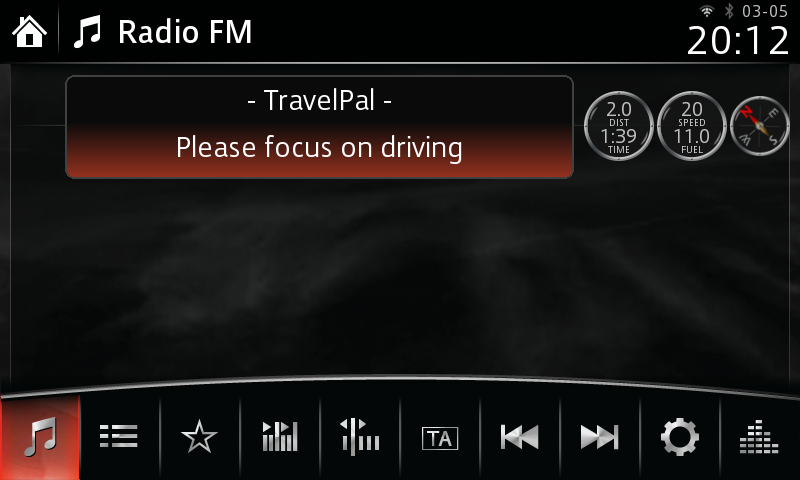 Radio FM
03-05
20:12
- TravelPal -
Please focus on driving
2.0
DIST
1:39
TIME
20
SPEED
11.0
FUEL
N
E
S
W
TA